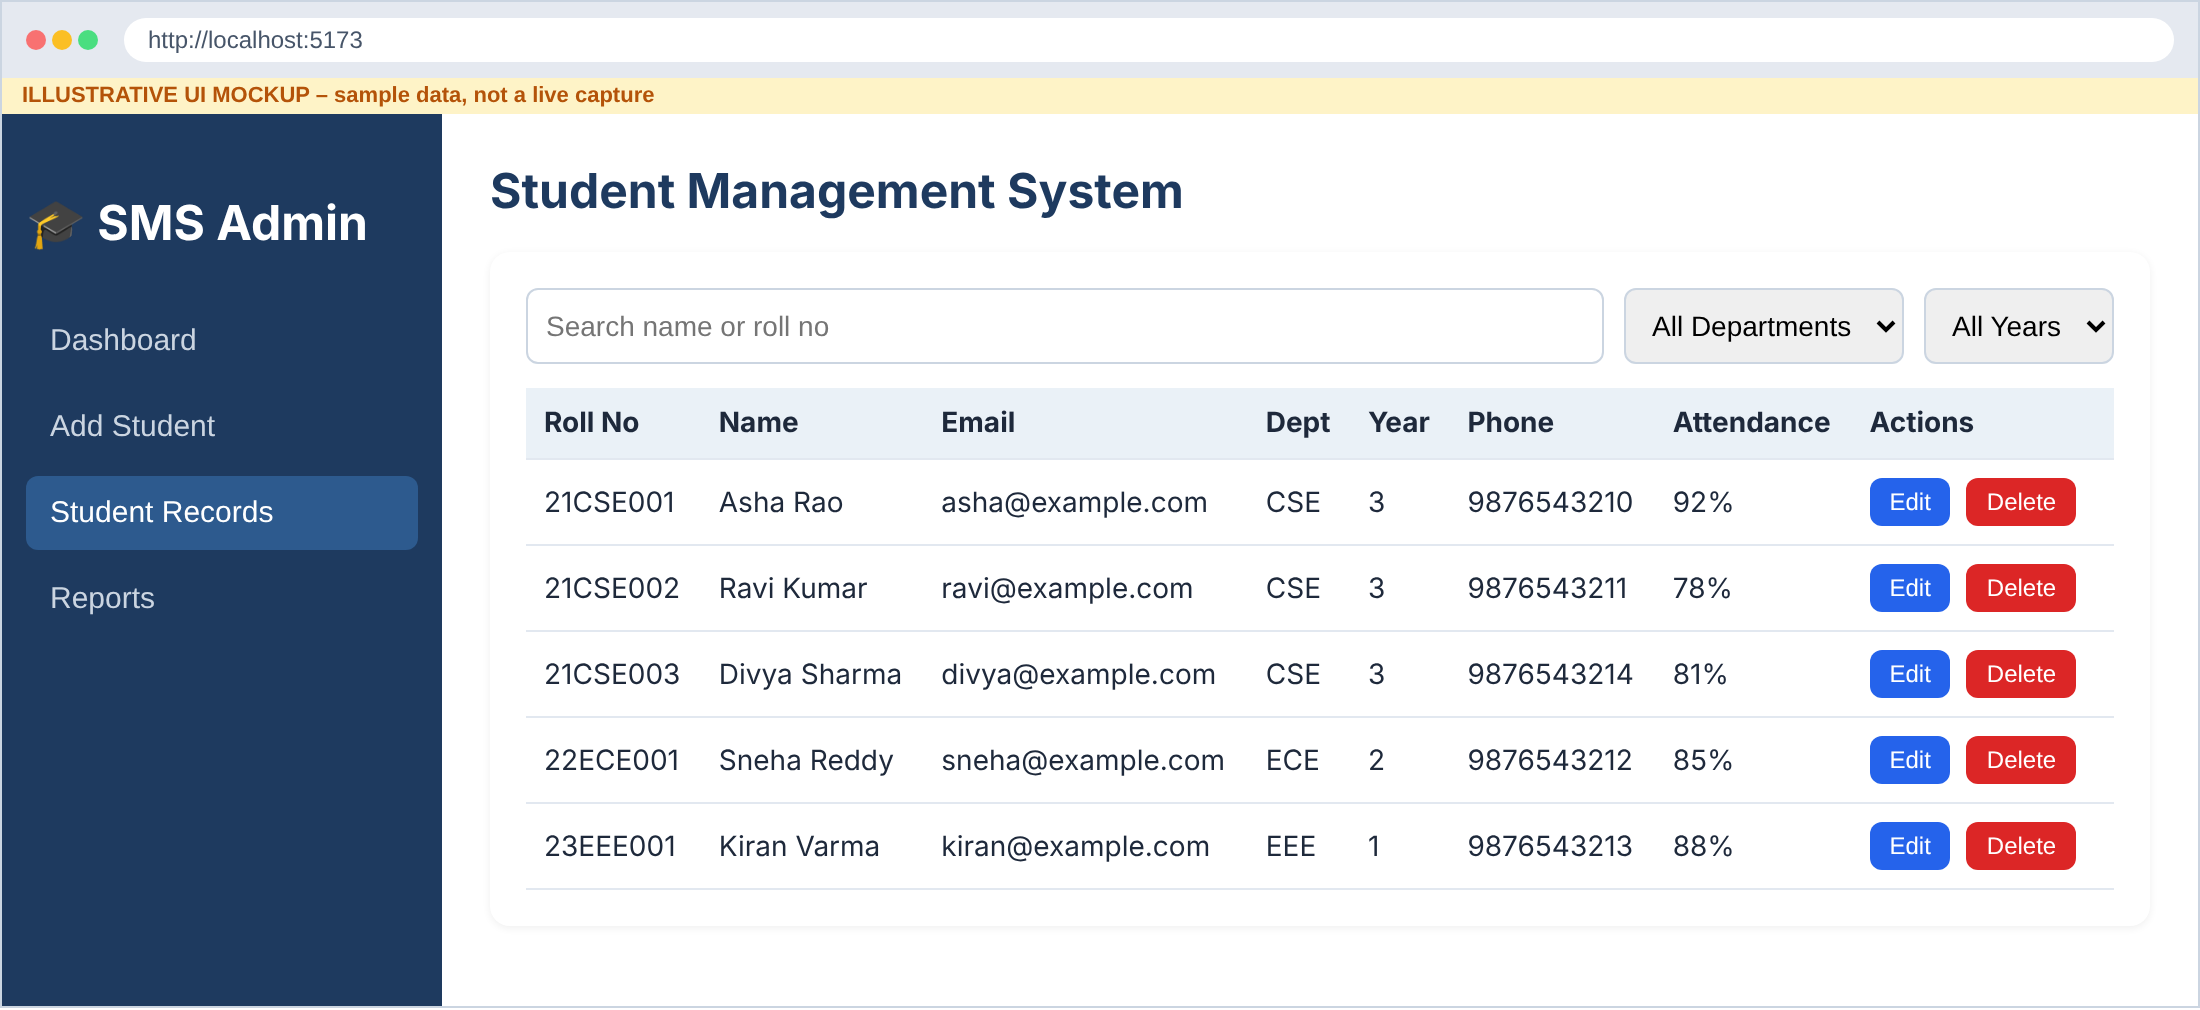 http://localhost:5173
ILLUSTRATIVE UI MOCKUP – sample data, not a live capture
SMS Admin
Dashboard
Add Student
Student Records
Reports
Student Management System
Search name or roll no All Departments All Years
Roll No Name Email Dept Year Phone Attendance Actions
21CSE001 Asha Rao asha@example.com CSE 3 9876543210 92% Edit Delete
21CSE002 Ravi Kumar ravi@example.com CSE 3 9876543211 78% Edit Delete
21CSE003 Divya Sharma divya@example.com CSE 3 9876543214 81% Edit Delete
22ECE001 Sneha Reddy sneha@example.com ECE 2 9876543212 85% Edit Delete
23EEE001 Kiran Varma kiran@example.com EEE 1 9876543213 88% Edit Delete